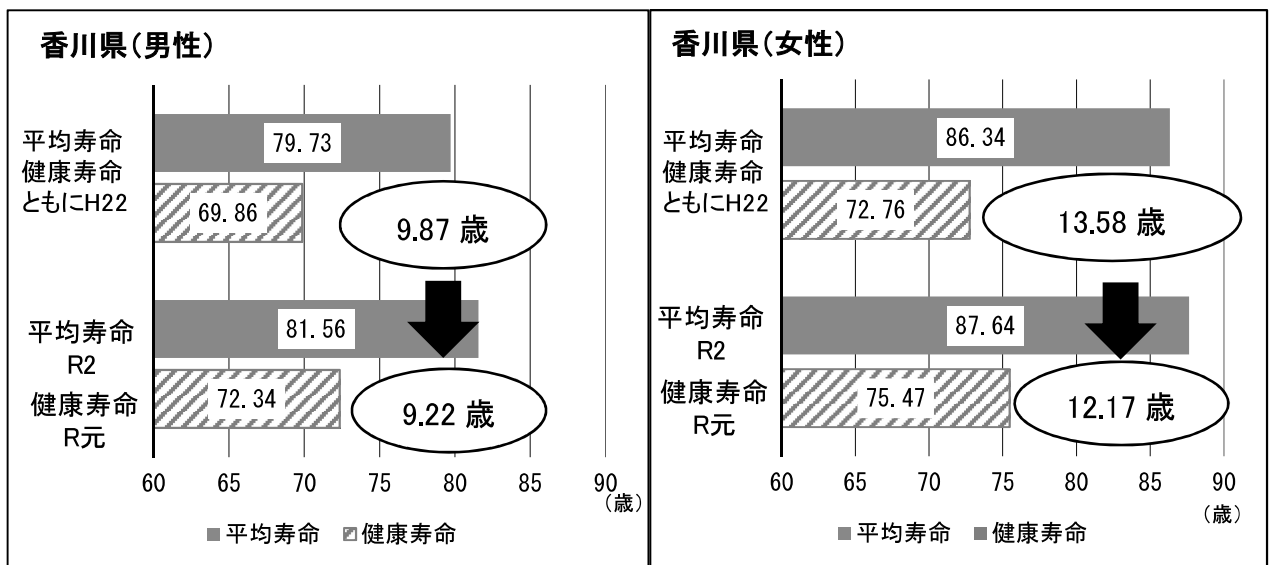 香川県(男性)
平均寿命
健康寿命
ともにH22
79.73
69.86
9.87 歳
平均寿命
R2
81.56
健康寿命
R元
72.34
9.22 歳
60 65 70 75 80 85 90
(歳)
平均寿命 健康寿命
香川県(女性)
平均寿命
健康寿命
ともにH22
86.34
72.76
13.58 歳
平均寿命
R2
87.64
健康寿命
R元
75.47
12.17 歳
60 65 70 75 80 85 90
(歳)
平均寿命 健康寿命